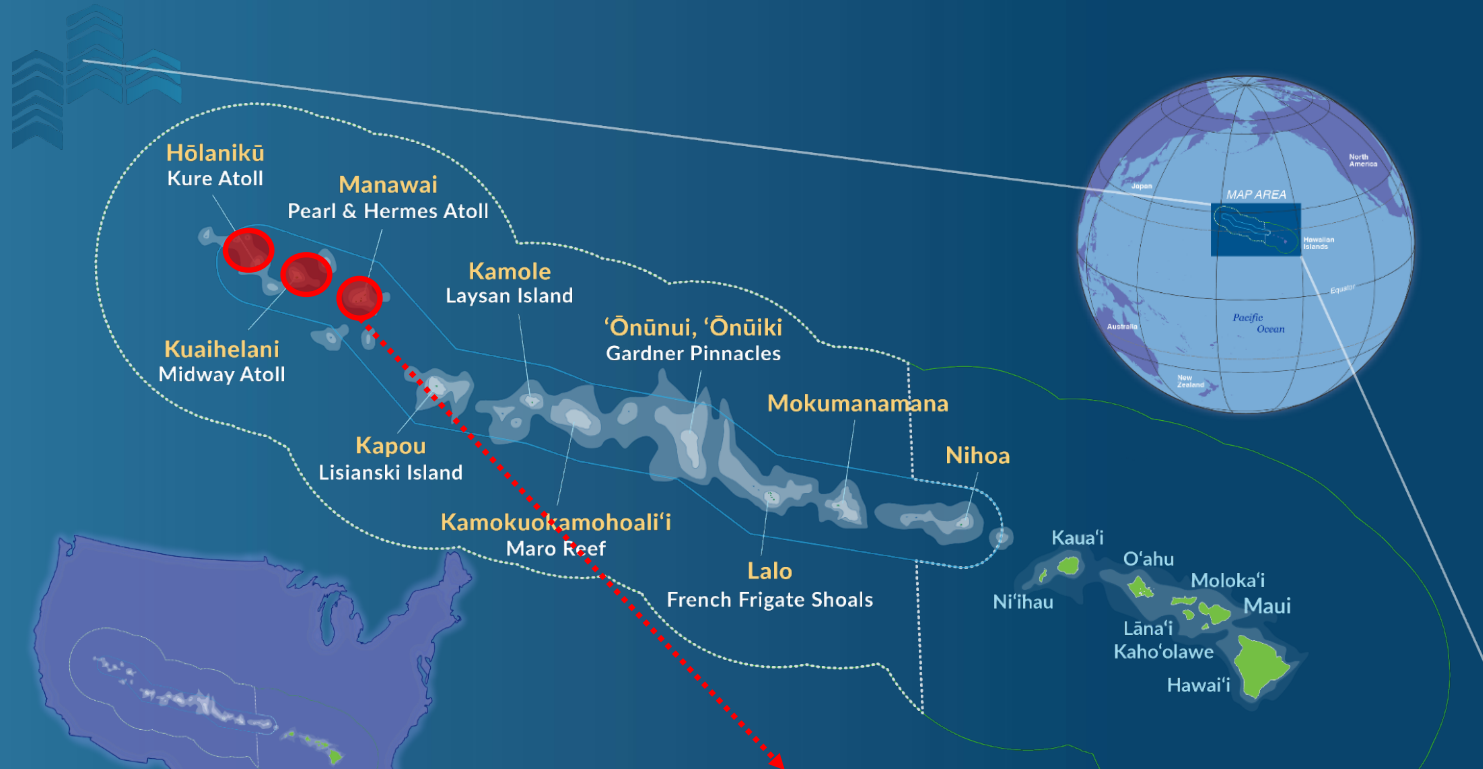 Hōlanikū
Kure Atoll
Manawai
Pearl & Hermes Atoll
Kamole
Laysan Island
Kuaihelani
Midway Atoll
ʻŌnūnui, ʻŌnūiki
Gardner Pinnacles
Mokumanamana
Kapou
Lisianski Island
Nihoa
Kamokuokamohoaliʻi
Maro Reef
Lalo
French Frigate Shoals
Kauaʻi
Niʻihau
Oʻahu
Molokaʻi
Maui
Lānaʻi
Kahoʻolawe
Hawaiʻi
North
America
Japan
MAP AREA
Hawaiian
Islands
Equator
Pacific
Ocean
Australia
New
Zealand